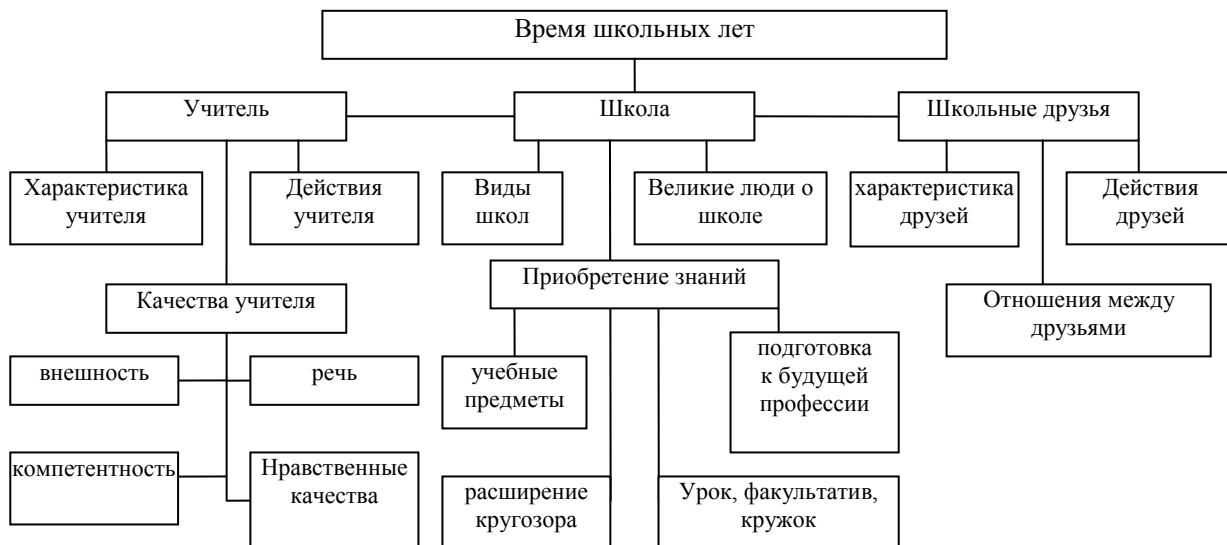 Время школьных лет
Учитель
Школа
Школьные друзья
Характеристика
учителя
Действия
учителя
Виды
школ
Великие люди о
школе
характеристика
друзей
Действия
друзей
Качества учителя
Приобретение знаний
Отношения между
друзьями
внешность
речь
учебные
предметы
подготовка
к будущей
профессии
компетентность
Нравственные
качества
расширение
кругозора
Урок, факультатив,
кружок